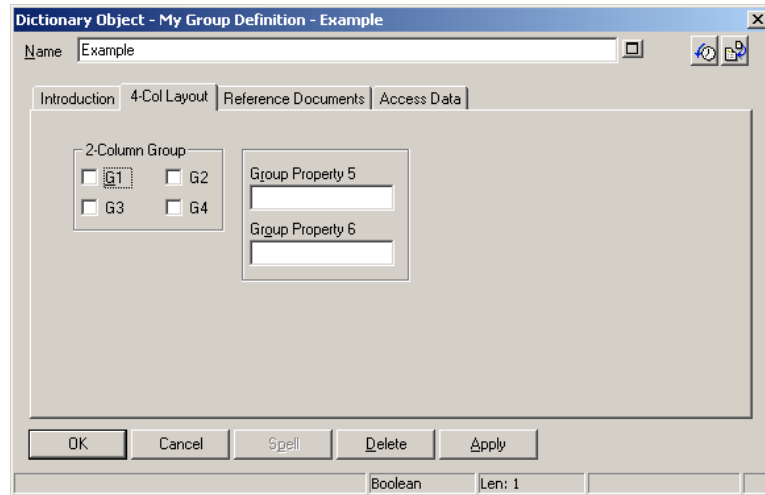 Dictionary Object - My Group Definition - Example
Name Example
Introduction 4-Col Layout Reference Documents Access Data
2-Column Group
G1 G2
G3 G4
Group Property 5
Group Property 6
OK Cancel Spell Delete Apply
Boolean Len: 1